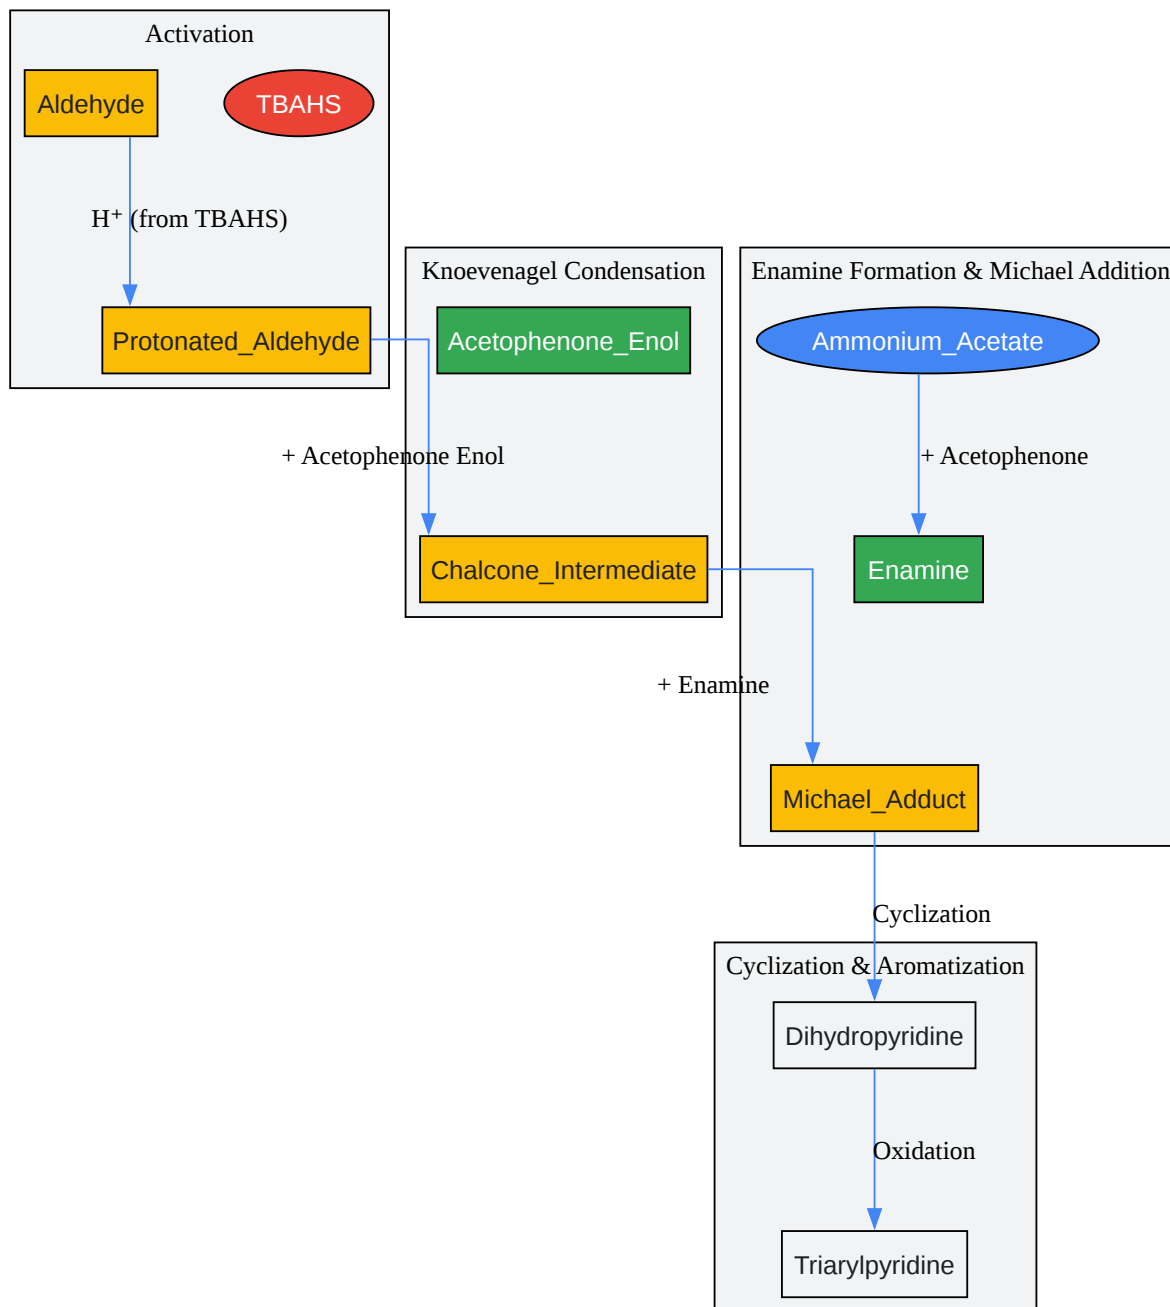 Activation
Aldehyde
TBAHS
H⁺ (from TBAHS)
Protonated_Aldehyde
Knoevenagel Condensation
Acetophenone_Enol
+ Acetophenone Enol
Chalcone_Intermediate
Enamine Formation & Michael Addition
Ammonium_Acetate
+ Acetophenone
Enamine
+ Enamine
Michael_Adduct
Cyclization
Cyclization & Aromatization
Dihydropyridine
Oxidation
Triarylpyridine